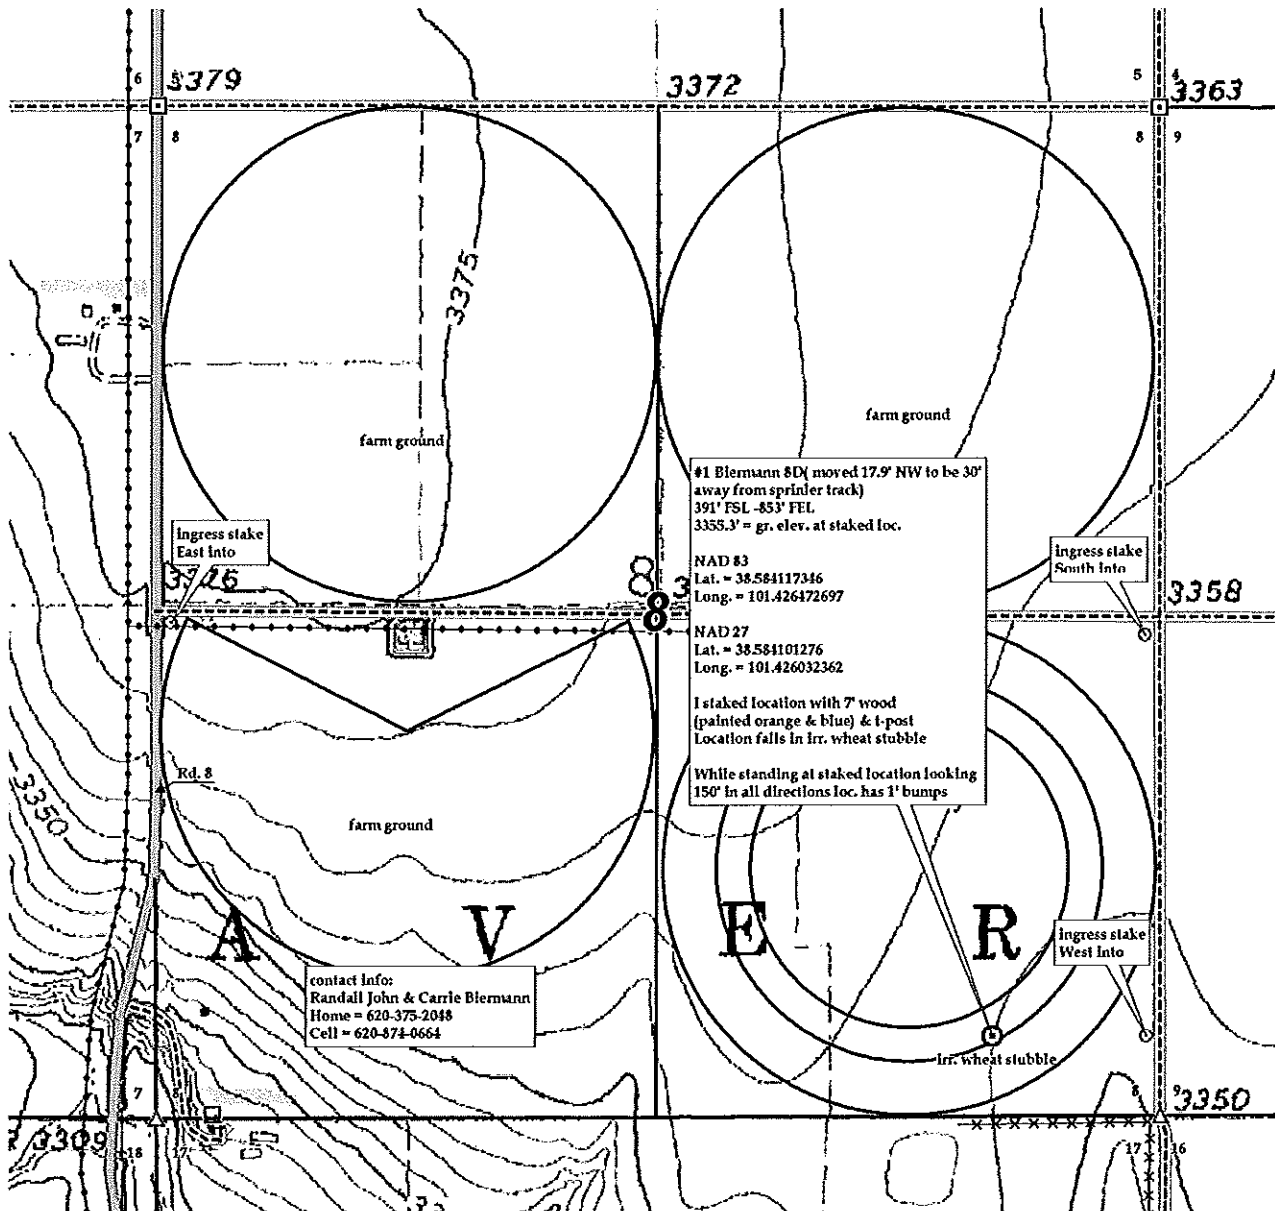 6 5 3379
3372
5 4
3363
7 8
8 9
3375
farm ground
farm ground
#1 Biermann 8D( moved 17.9' NW to be 30'
away from sprinler track)
391' FSL -853' FEL
3355.3' = gr. elev. at staked loc.
NAD 83
Lat. = 38.584117346
Long. = 101.426472697
NAD 27
Lat. = 38.584101276
Long. = 101.426032362
I staked location with 7' wood
(painted orange & blue) & t-post
Location falls in irr. wheat stubble
While standing at staked location looking
150' in all directions loc. has 1' bumps
ingress stake
East into
ingress stake
South into
3358
8
Rd. 8
3350
farm ground
A V E R
ingress stake
West into
contact info:
Randall John & Carrie Biermann
Home = 620-375-2048
Cell = 620-874-0664
irr. wheat stubble
7 8
8 9
3350
3309
18 17
17 16